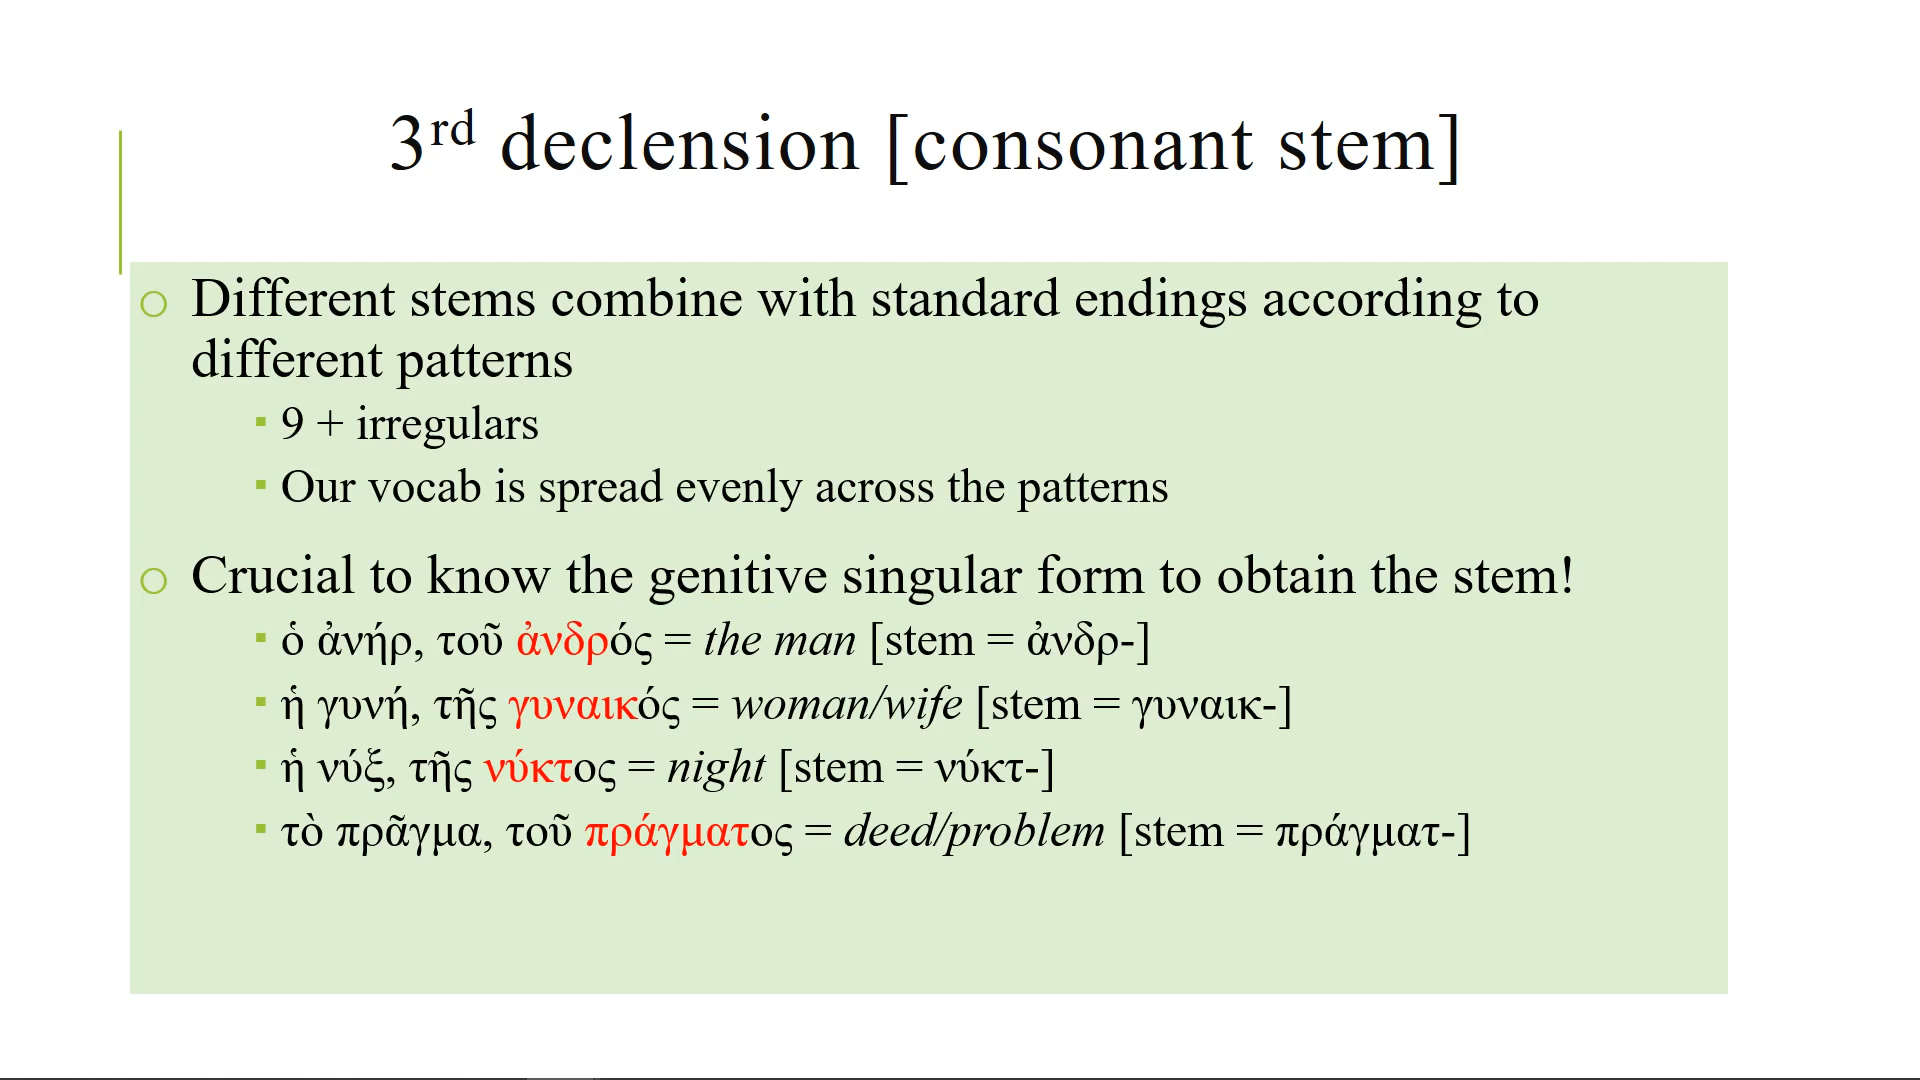 3rd declension [consonant stem]
Different stems combine with standard endings according to
different patterns
9 + irregulars
Our vocab is spread evenly across the patterns
Crucial to know the genitive singular form to obtain the stem!
ὁ ἀνήρ, τοῦ ἀνδρός = the man [stem = ἀνδρ-]
ἡ γυνή, τῆς γυναικός = woman/wife [stem = γυναικ-]
ἡ νύξ, τῆς νύκτος = night [stem = νύκτ-]
τὸ πρᾶγμα, τοῦ πράγματος = deed/problem [stem = πράγματ-]